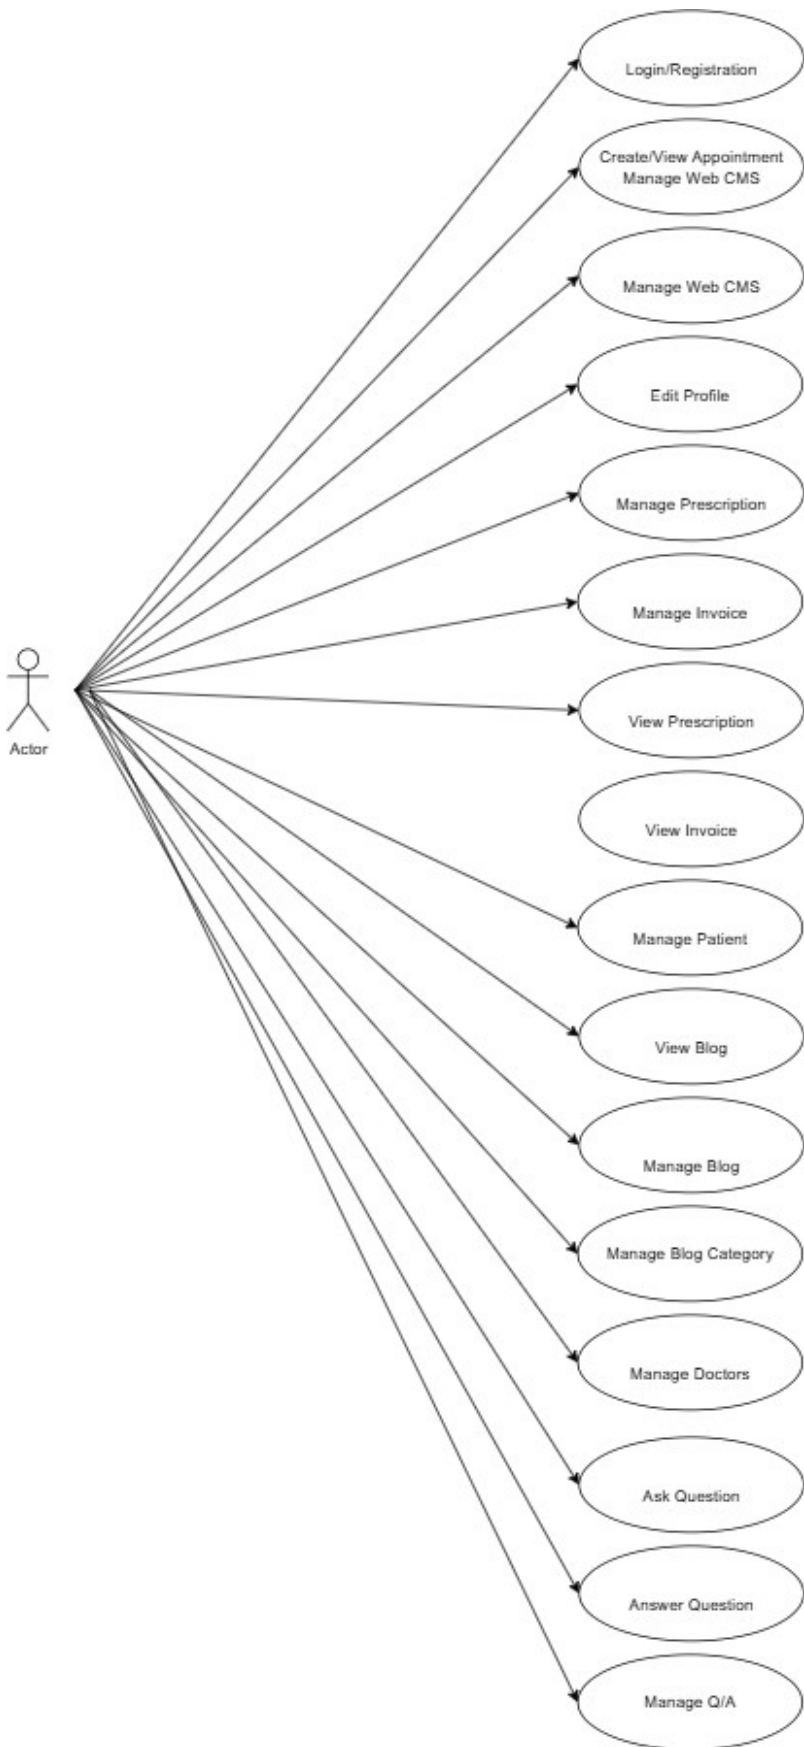 Login/Registration
Create/View Appointment
Manage Web CMS
Manage Web CMS
Edit Profile
Manage Prescription
Manage Invoice
Actor
View Prescription
View Invoice
Manage Patient
View Blog
Manage Blog
Manage Blog Category
Manage Doctors
Ask Question
Answer Question
Manage Q/A